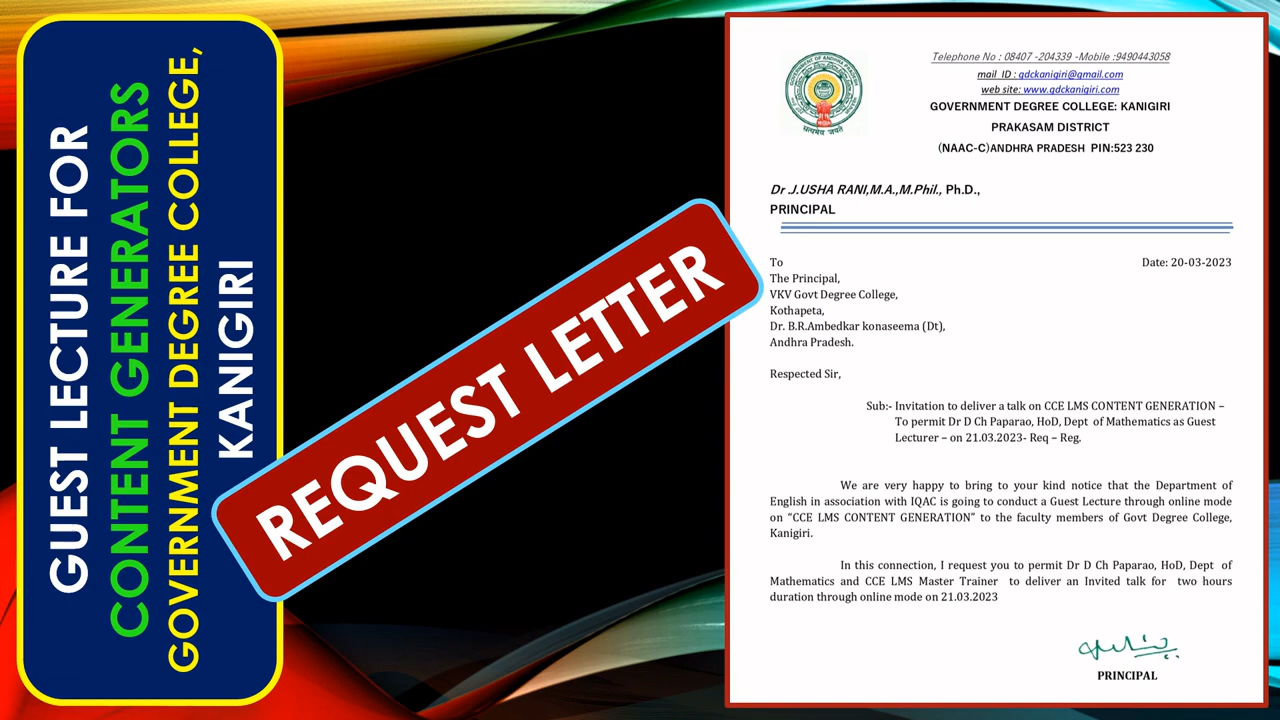 GUEST LECTURE FOR
CONTENT GENERATORS
GOVERNMENT DEGREE COLLEGE,
KANIGIRI
REQUEST LETTER
Telephone No : 08407 -204339 -Mobile :9490443058
mail ID : gdckanigiri@gmail.com
web site: www.gdckanigiri.com
GOVERNMENT DEGREE COLLEGE: KANIGIRI
PRAKASAM DISTRICT
(NAAC-C)ANDHRA PRADESH PIN:523 230
सत्यमेव जयते
Dr .J.USHA RANI,M.A.,M.Phil., Ph.D.,
PRINCIPAL
To
Date: 20-03-2023
The Principal,
VKV Govt Degree College,
Kothapeta,
Dr. B.R.Ambedkar konaseema (Dt),
Andhra Pradesh.
Respected Sir,
Sub:- Invitation to deliver a talk on CCE LMS CONTENT GENERATION –
To permit Dr D Ch Paparao, HoD, Dept of Mathematics as Guest
Lecturer – on 21.03.2023- Req – Reg.
We are very happy to bring to your kind notice that the Department of
English in association with IQAC is going to conduct a Guest Lecture through online mode
on “CCE LMS CONTENT GENERATION” to the faculty members of Govt Degree College,
Kanigiri.
In this connection, I request you to permit Dr D Ch Paparao, HoD, Dept of
Mathematics and CCE LMS Master Trainer to deliver an Invited talk for two hours
duration through online mode on 21.03.2023
PRINCIPAL